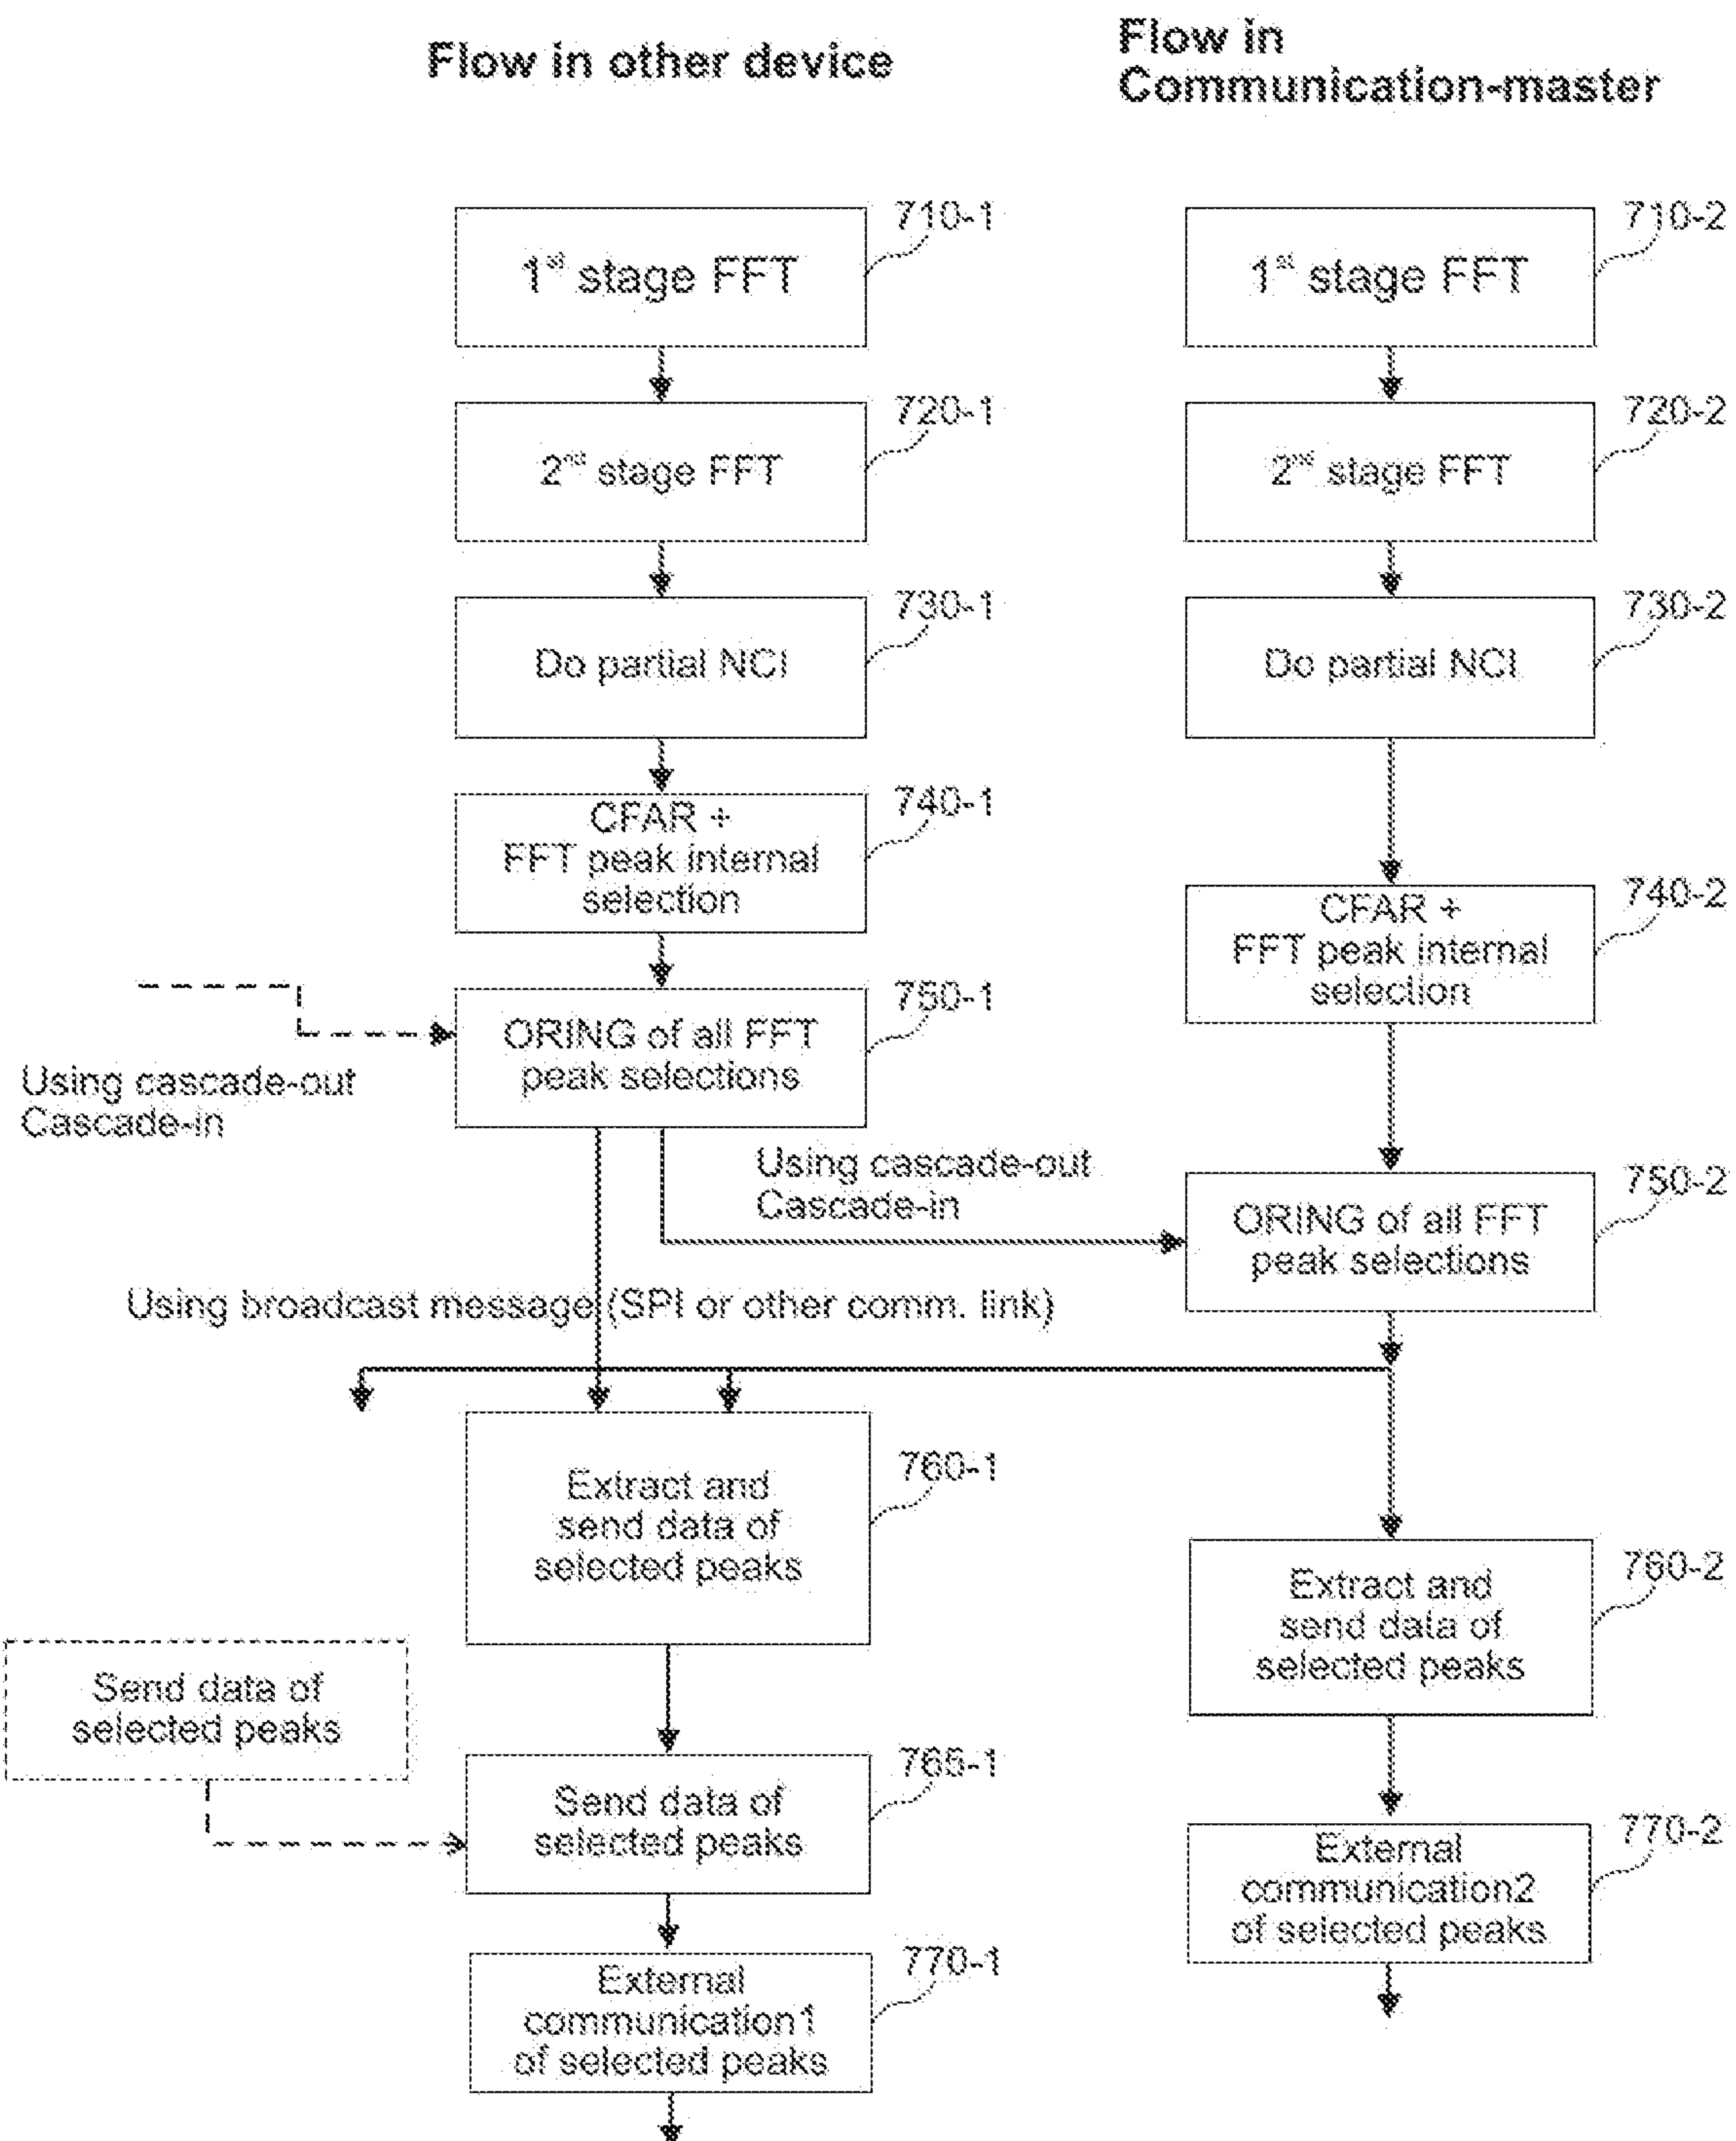 Flow in other device
Flow in
Communication-master
710-1
1st stage FFT
710-2
1st stage FFT
720-1
2nd stage FFT
720-2
2nd stage FFT
730-1
Do partial NCI
730-2
Do partial NCI
740-1
CFAR +
FFT peak internal
selection
740-2
CFAR +
FFT peak internal
selection
750-1
ORING of all FFT
peak selections
Using cascade-out
Cascade-in
Using cascade-out
Cascade-in
750-2
ORING of all FFT
peak selections
Using broadcast message (SPI or other comm. link)
760-1
Extract and
send data of
selected peaks
760-2
Extract and
send data of
selected peaks
Send data of
selected peaks
765-1
Send data of
selected peaks
770-2
External
communication2
of selected peaks
770-1
External
communication1
of selected peaks